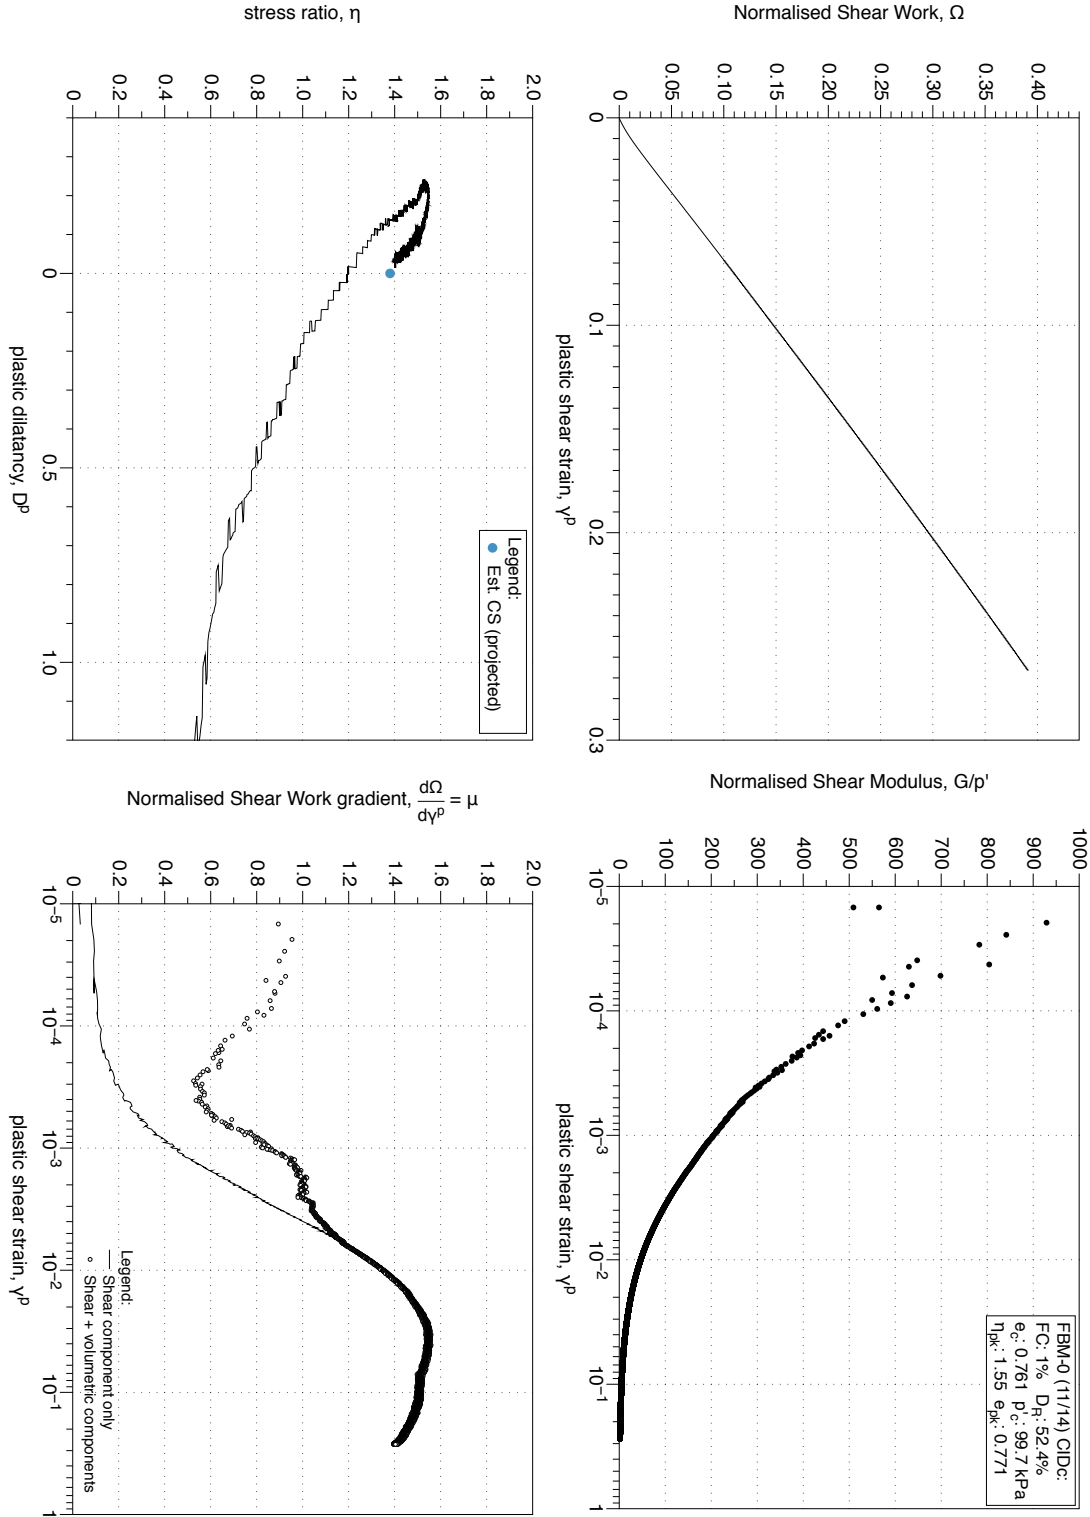 Normalised Shear Work, Ω
0.40
0.35
0.30
0.25
0.20
0.15
0.10
0.05
0
0 0.1 0.2 0.3
plastic shear strain, γᵖ
Normalised Shear Modulus, G/p'
1000
900
800
700
600
500
400
300
200
100
0
10⁻⁵ 10⁻⁴ 10⁻³ 10⁻² 10⁻¹ 1
plastic shear strain, γᵖ
FBM-0 (11/14) CIDc:
FC: 1% D_R: 52.4%
e_c: 0.761 p'_c: 99.7 kPa
η_pk: 1.55 e_pk: 0.771
stress ratio, η
2.0
1.8
1.6
1.4
1.2
1.0
0.8
0.6
0.4
0.2
0
0 0.5 1.0
plastic dilatancy, Dᵖ
Legend:
Est. CS (projected)
Normalised Shear Work gradient, dΩ/dγᵖ = μ
2.0
1.8
1.6
1.4
1.2
1.0
0.8
0.6
0.4
0.2
0
10⁻⁵ 10⁻⁴ 10⁻³ 10⁻² 10⁻¹ 1
plastic shear strain, γᵖ
Legend:
Shear component only
Shear + volumetric components